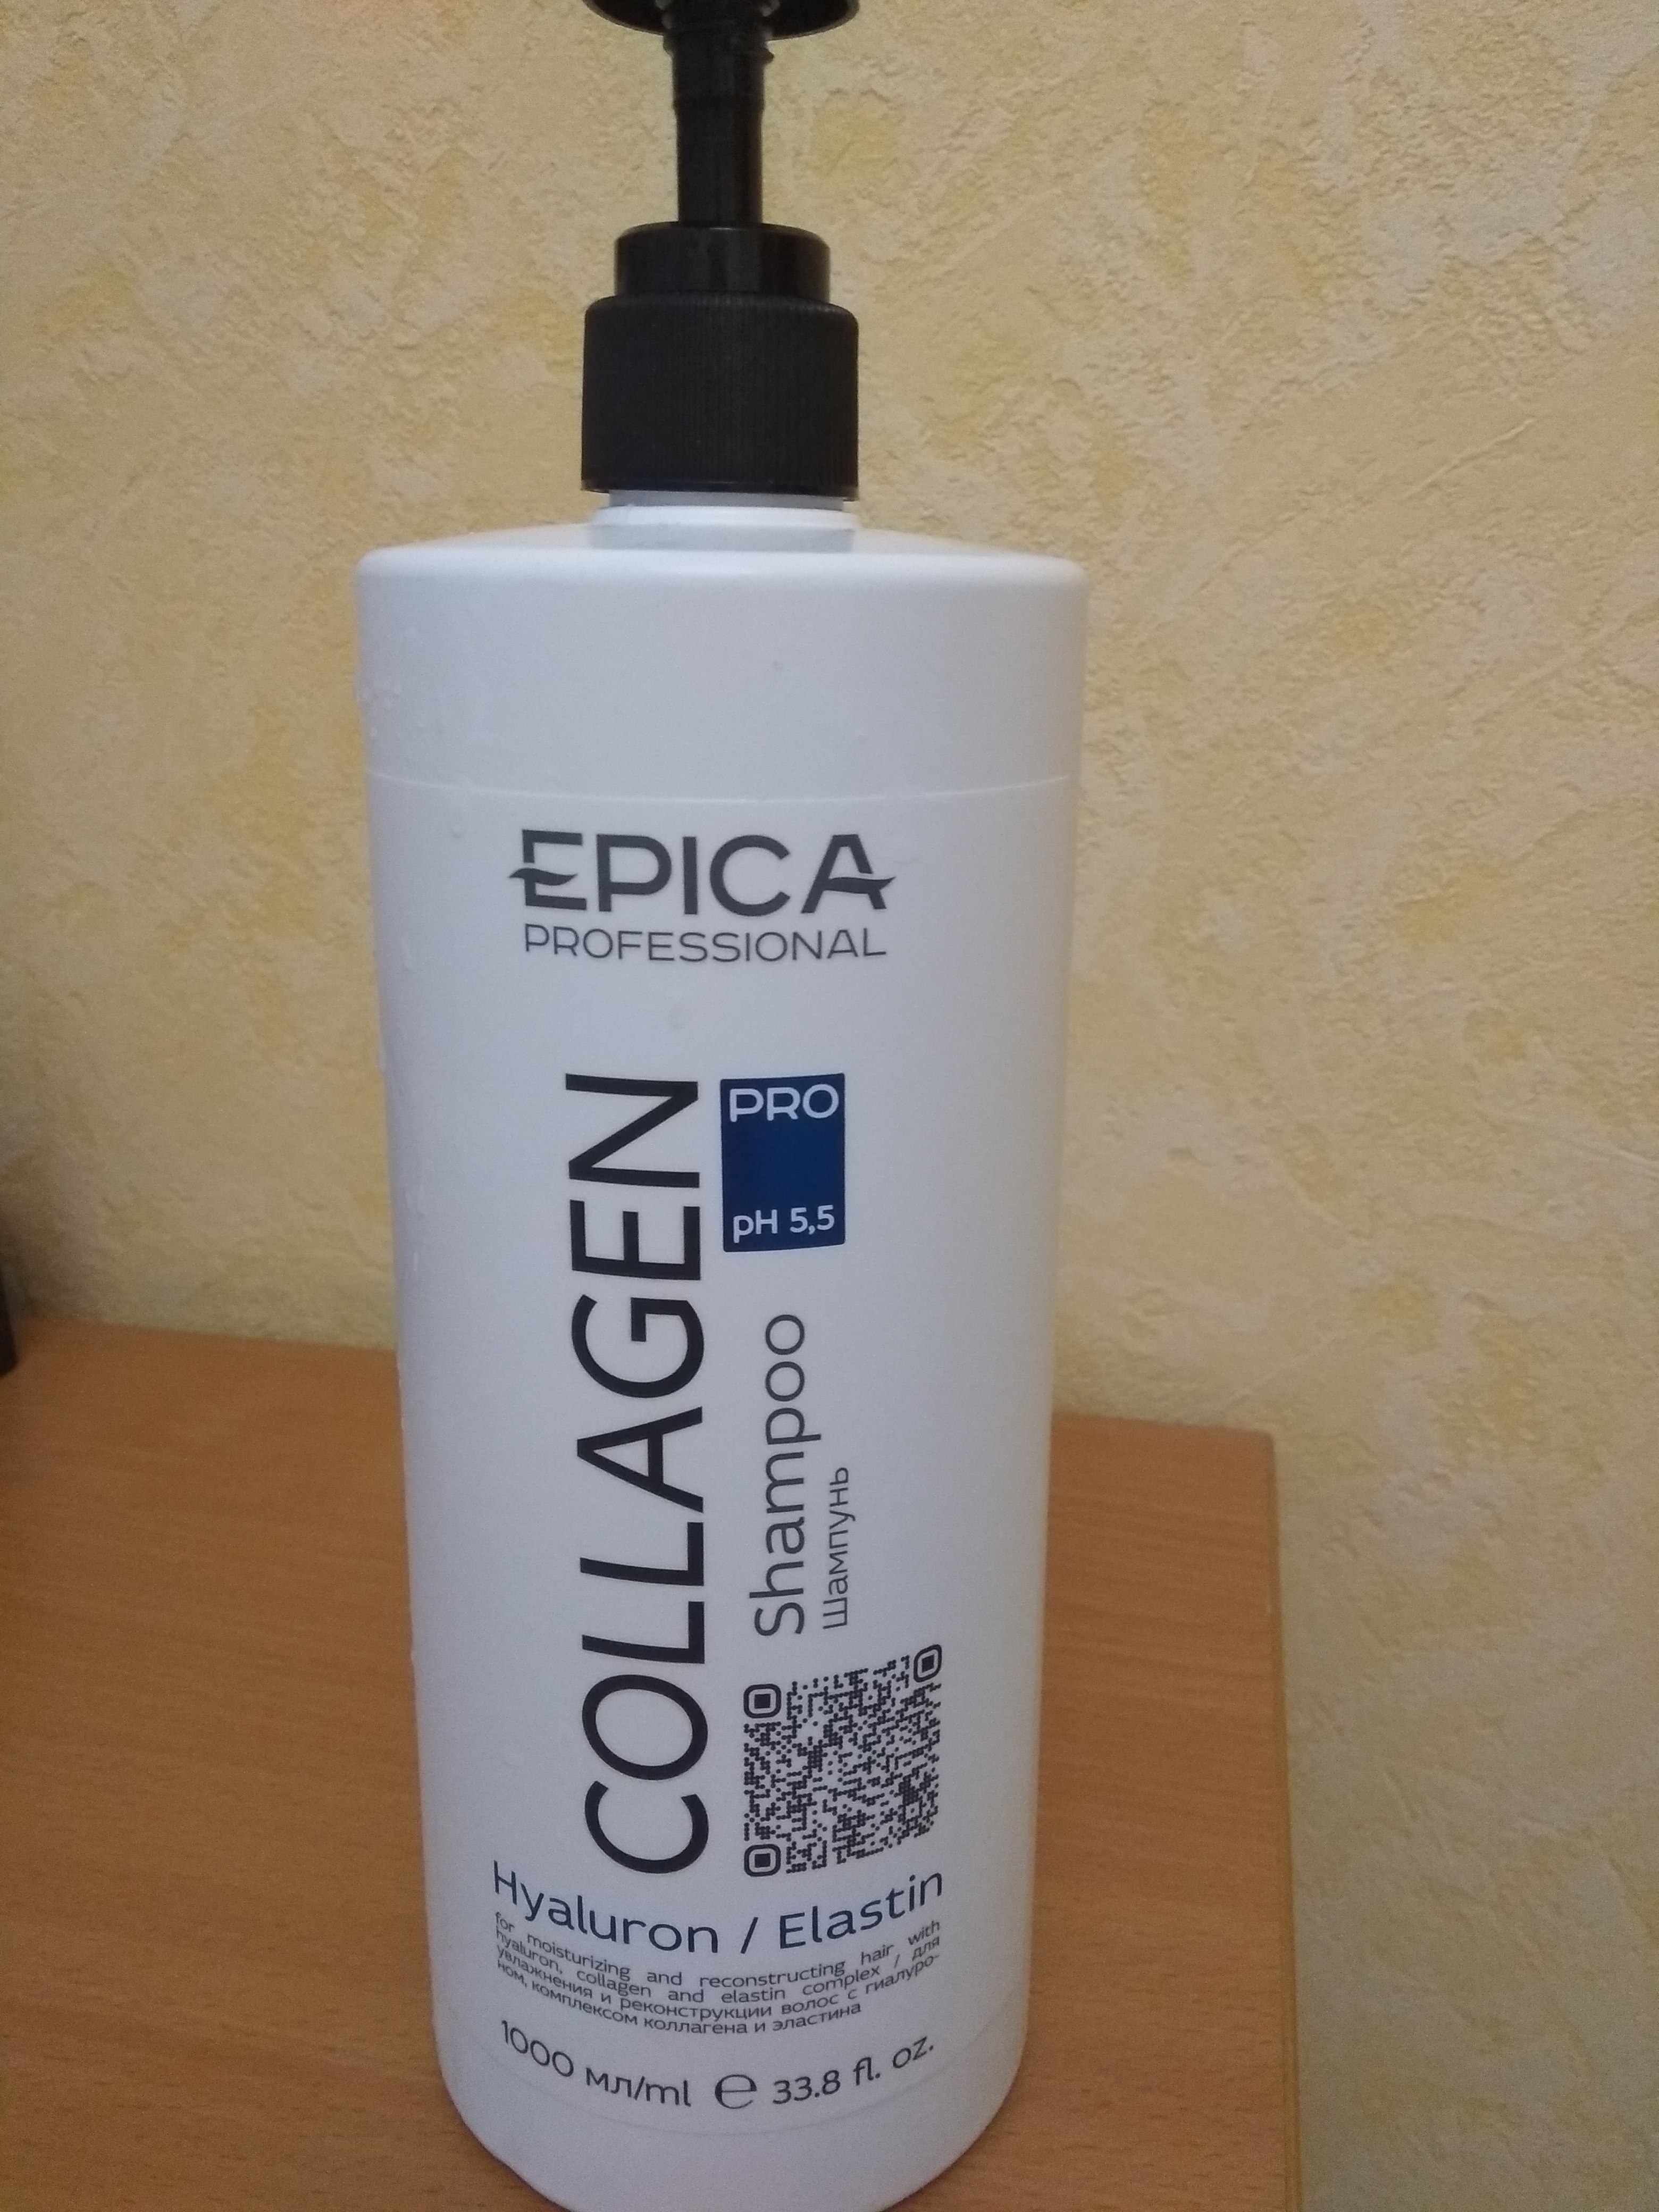 EPICA
PROFESSIONAL
COLLAGEN
PRO
pH 5,5
Shampoo
Шампунь
Hyaluron / Elastin
for moisturizing and reconstructing hair with
hyaluron, collagen and elastin complex / для
увлажнения и реконструкции волос с гиалуро-
ном, комплексом коллагена и эластина
1000 мл/ml ℮ 33.8 fl. oz.